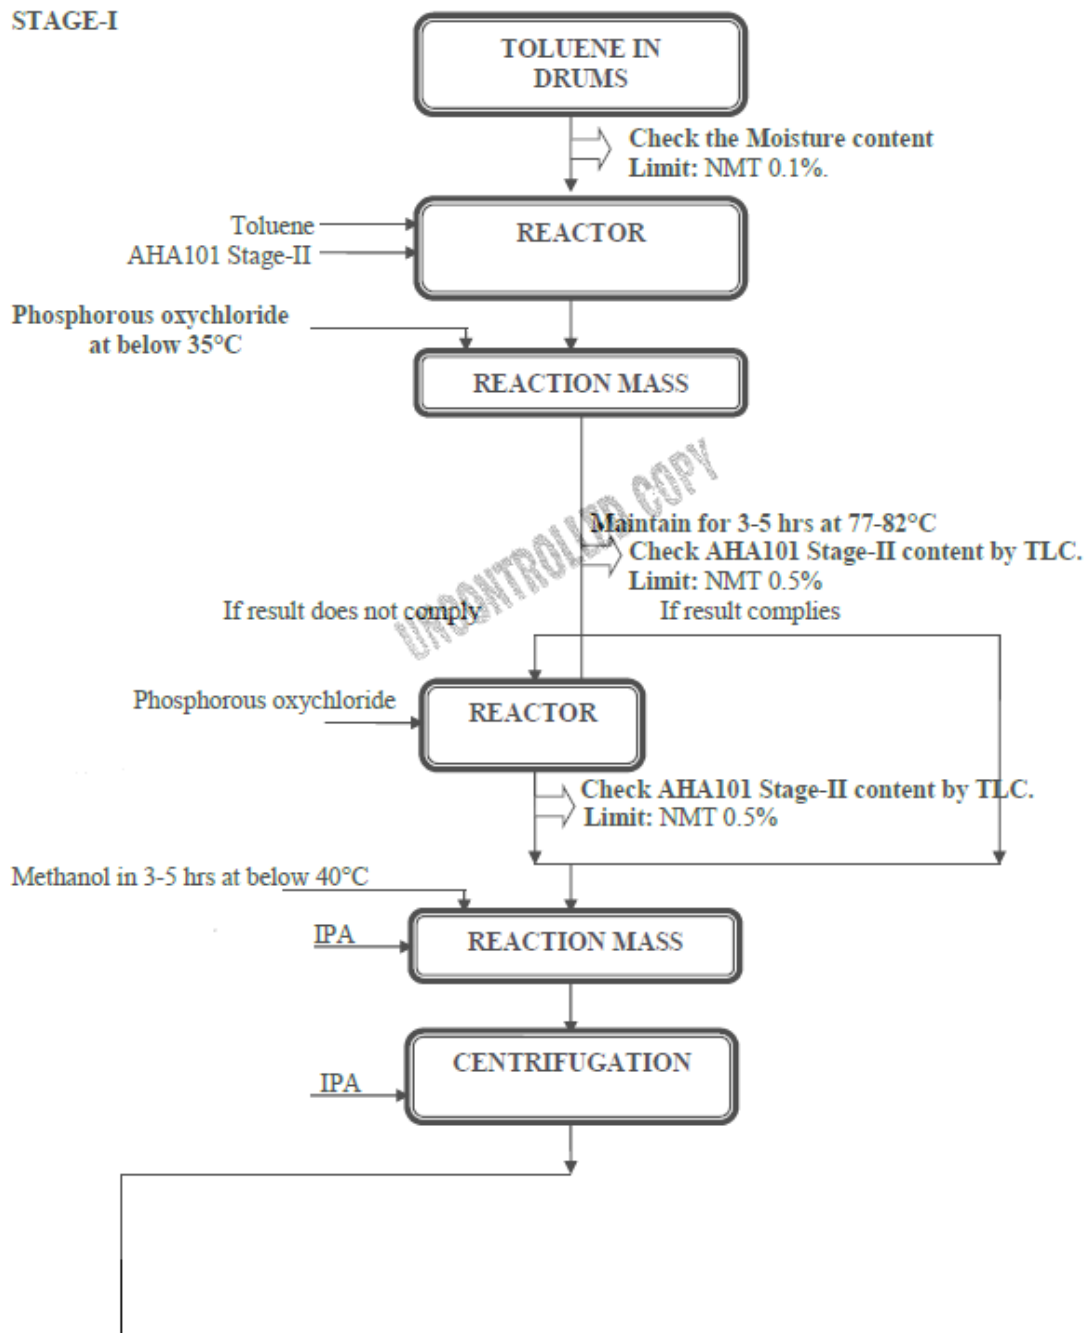 STAGE-I
TOLUENE IN
DRUMS
Check the Moisture content
Limit: NMT 0.1%.
Toluene
AHA101 Stage-II
REACTOR
Phosphorous oxychloride
at below 35°C
REACTION MASS
UNCONTROLLED COPY
Maintain for 3-5 hrs at 77-82°C
Check AHA101 Stage-II content by TLC.
Limit: NMT 0.5%
If result does not comply
If result complies
Phosphorous oxychloride
REACTOR
Check AHA101 Stage-II content by TLC.
Limit: NMT 0.5%
Methanol in 3-5 hrs at below 40°C
IPA
REACTION MASS
CENTRIFUGATION
IPA